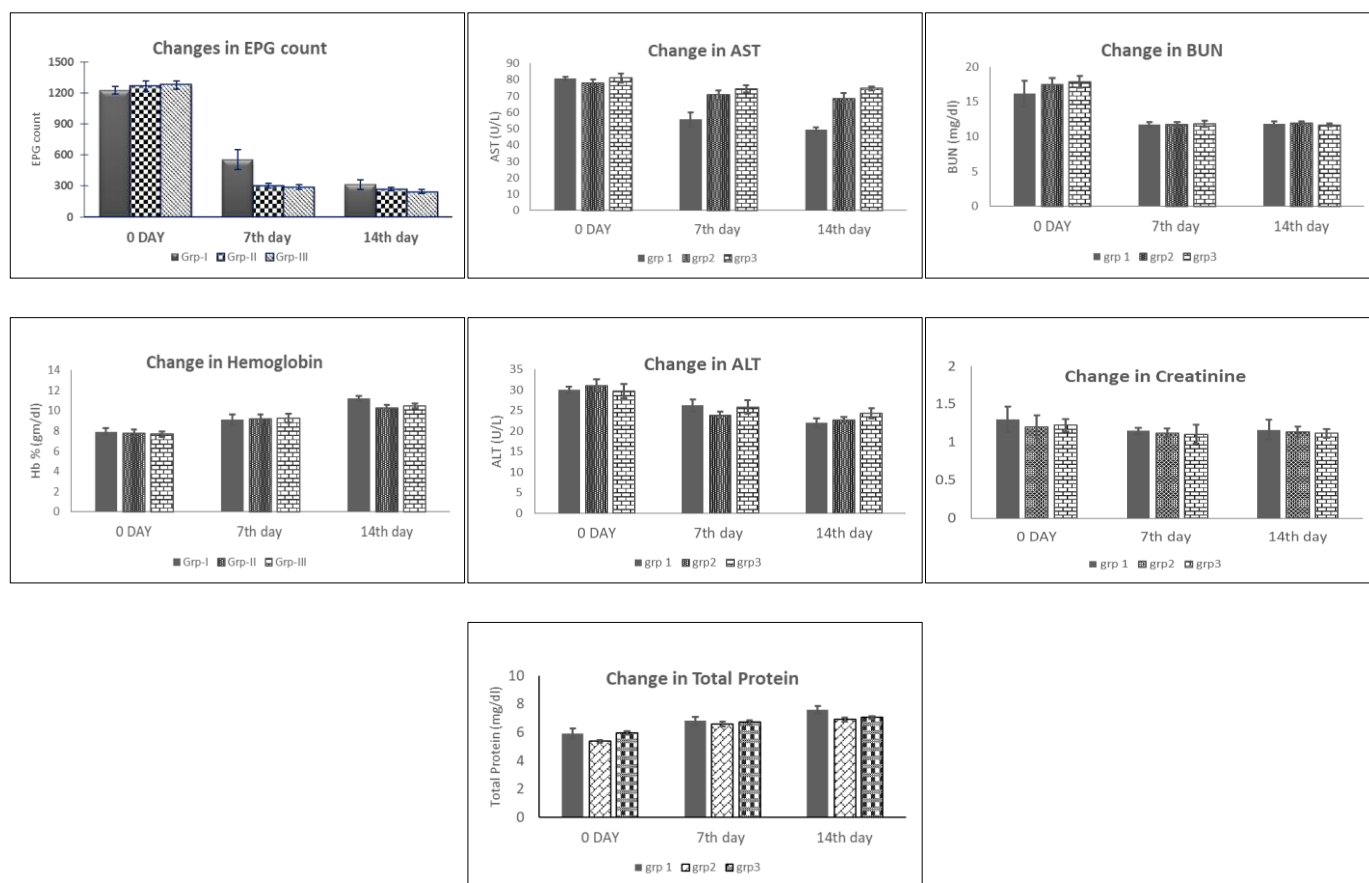 Changes in EPG count
EPG count
1500
1200
900
600
300
0
0 DAY 7th day 14th day
Grp-I Grp-II Grp-III
Change in AST
AST (U/L)
90
80
70
60
50
40
30
20
10
0
0 DAY 7th day 14th day
grp 1 grp2 grp3
Change in BUN
BUN (mg/dl)
20
15
10
5
0
0 DAY 7th day 14th day
grp 1 grp2 grp3
Change in Hemoglobin
Hb % (gm/dl)
14
12
10
8
6
4
2
0
0 DAY 7th day 14th day
Grp-I Grp-II Grp-III
Change in ALT
ALT (U/L)
35
30
25
20
15
10
5
0
0 DAY 7th day 14th day
grp 1 grp2 grp3
Change in Creatinine
2
1.5
1
0.5
0
0 DAY 7th day 14th day
grp 1 grp2 grp3
Change in Total Protein
Total Protein (mg/dl)
10
8
6
4
2
0
0 DAY 7th day 14th day
grp 1 grp2 grp3